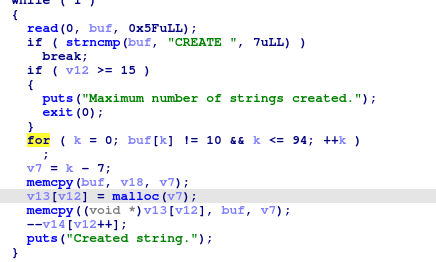 while ( 1 )
{
read(0, buf, 0x5FuLL);
if ( strncmp(buf, "CREATE ", 7uLL) )
break;
if ( v12 >= 15 )
{
puts("Maximum number of strings created.");
exit(0);
}
for ( k = 0; buf[k] != 10 && k <= 94; ++k )
;
v7 = k - 7;
memcpy(buf, v18, v7);
v13[v12] = malloc(v7);
memcpy((void *)v13[v12], buf, v7);
--v14[v12++];
puts("Created string.");
}